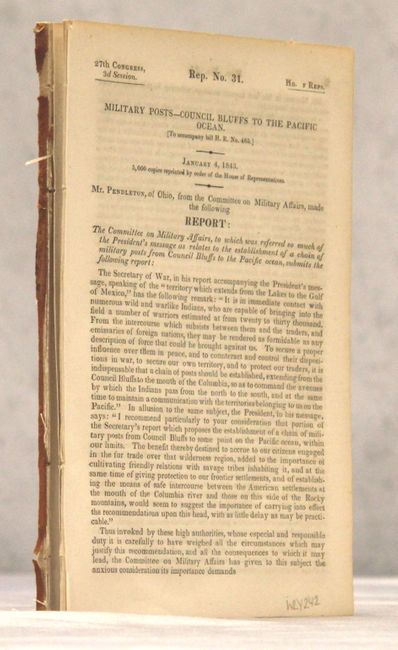 27th Congress,
3d Session.
Rep. No. 31.
Ho. of Reps.
MILITARY POSTS—COUNCIL BLUFFS TO THE PACIFIC
OCEAN.
[To accompany bill H. R. No. 465.]
January 4, 1843.
5,000 copies reprinted by order of the House of Representatives.
Mr. Pendleton, of Ohio, from the Committee on Military Affairs, made
the following
REPORT:
The Committee on Military Affairs, to which was referred so much of
the President's message as relates to the establishment of a chain of
military posts from Council Bluffs to the Pacific ocean, submits the
following report:
The Secretary of War, in his report accompanying the President's mes-
sage, speaking of the "territory which extends from the Lakes to the Gulf
of Mexico," has the following remark: "It is in immediate contact with
numerous wild and warlike Indians, who are capable of bringing into the
field a number of warriors estimated at from twenty to thirty thousand.
From the intercourse which subsists between them and the traders, and
emissaries of foreign nations, they may be rendered as formidable as any
description of force that could be brought against us. To secure a proper
influence over them in peace, and to counteract and control their disposi-
tions in war, to secure our own territory, and to protect our traders, it is
indispensable that a chain of posts should be established, extending from the
Council Bluffs to the mouth of the Columbia, so as to command the avenues
by which the Indians pass from the north to the south, and at the same
time to maintain a communication with the territories belonging to us on the
Pacific." In allusion to the same subject, the President, in his message,
says: "I recommend particularly to your consideration that portion of
the Secretary's report which proposes the establishment of a chain of mili-
tary posts from Council Bluffs to some point on the Pacific ocean, within
our limits. The benefit thereby destined to accrue to our citizens engaged
in the fur trade over that wilderness region, added to the importance of
cultivating friendly relations with savage tribes inhabiting it, and at the
same time of giving protection to our frontier settlements, and of establish-
ing the means of safe intercourse between the American settlements at
the mouth of the Columbia river and those on this side of the Rocky
mountains, would seem to suggest the importance of carrying into effect
the recommendations upon this head, with as little delay as may be practi-
cable."
Thus invoked by these high authorities, whose especial and responsible
duty it is carefully to have weighed all the circumstances which may
justify this recommendation, and all the consequences to which it may
lead, the Committee on Military Affairs has given to this subject the
anxious consideration its importance demands